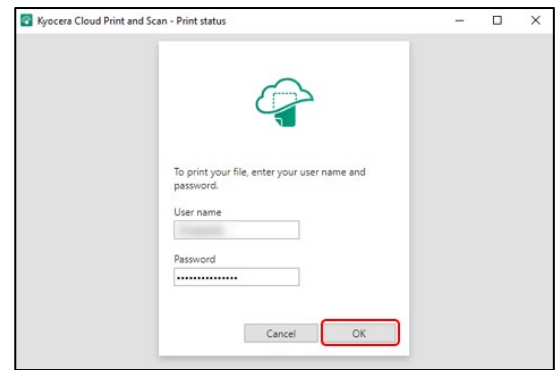 Kyocera Cloud Print and Scan - Print status
To print your file, enter your user name and
password.
User name
Password
Cancel
OK